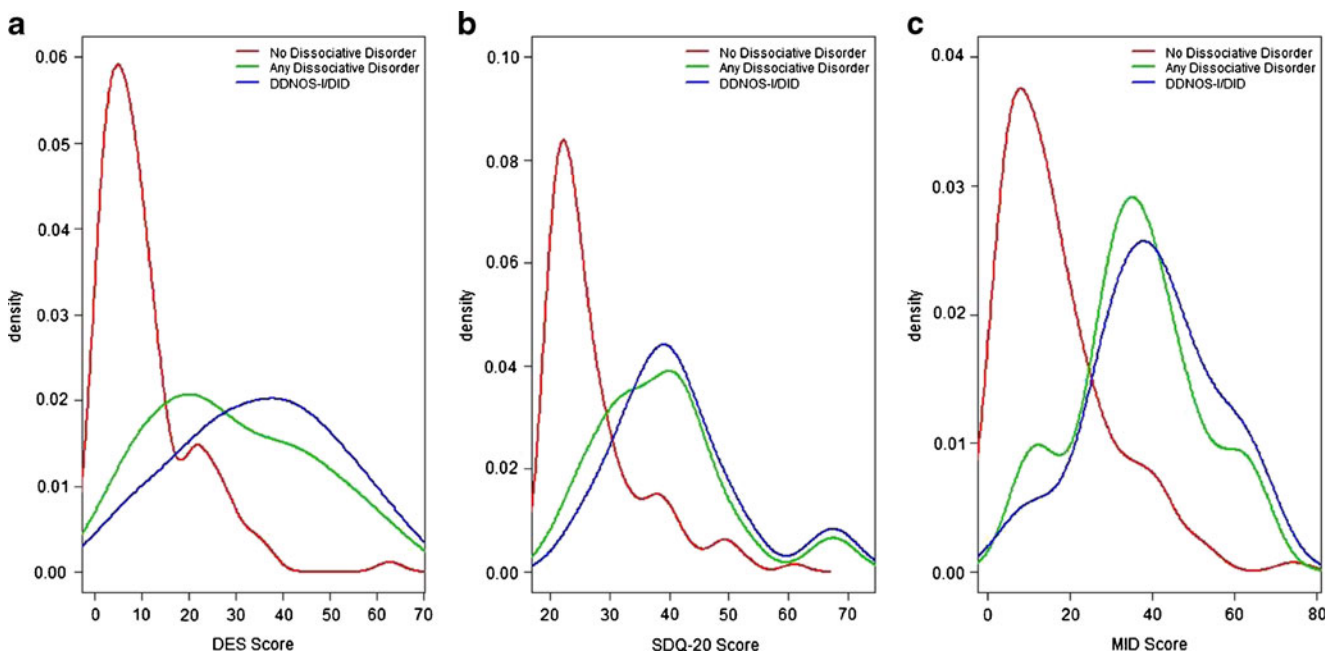 a
No Dissociative Disorder
Any Dissociative Disorder
DDNOS-I/DID
0.06
0.05
0.04
0.03
0.02
0.01
0.00
density
0 10 20 30 40 50 60 70
DES Score
b
No Dissociative Disorder
Any Dissociative Disorder
DDNOS-I/DID
0.10
0.08
0.06
0.04
0.02
0.00
density
20 30 40 50 60 70
SDQ-20 Score
c
No Dissociative Disorder
Any Dissociative Disorder
DDNOS-I/DID
0.04
0.03
0.02
0.01
0.00
density
0 20 40 60 80
MID Score